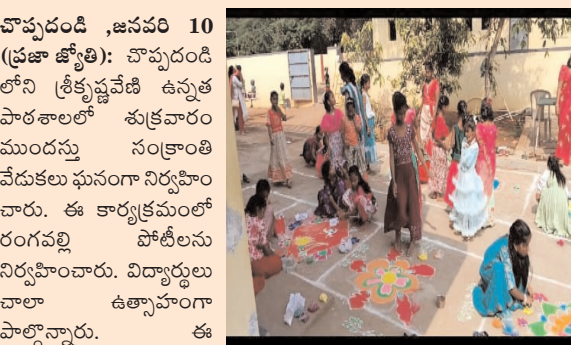 చొప్పదండి ,జనవరి 10
(ప్రజా జ్యోతి): చొప్పదండి
లోని శ్రీకృష్ణవేణి ఉన్నత
పాఠశాలలో శుక్రవారం
ముందస్తు సంక్రాంతి
వేడుకలు ఘనంగా నిర్వహిం
చారు. ఈ కార్యక్రమంలో
రంగవల్లి పోటీలను
నిర్వహించారు. విద్యార్థులు
చాలా ఉత్సాహంగా
పాల్గొన్నారు. ఈ